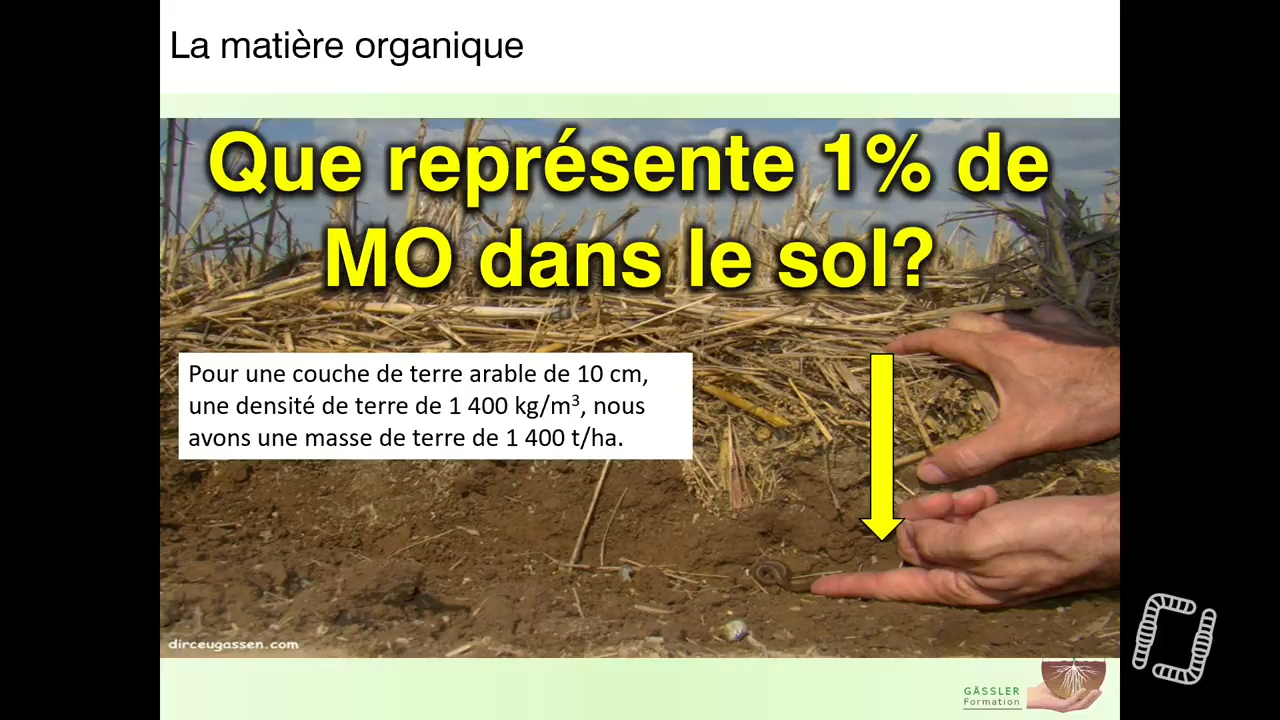 La matière organique
Que représente 1% de
MO dans le sol?
Pour une couche de terre arable de 10 cm,
une densité de terre de 1 400 kg/m³, nous
avons une masse de terre de 1 400 t/ha.
dirceugassen.com
GÄSSLER
Formation